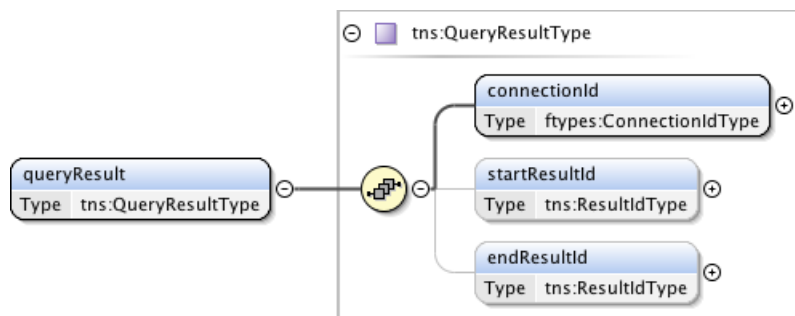 tns:QueryResultType
connectionId
Type ftypes:ConnectionIdType
queryResult
Type tns:QueryResultType
startResultId
Type tns:ResultIdType
endResultId
Type tns:ResultIdType